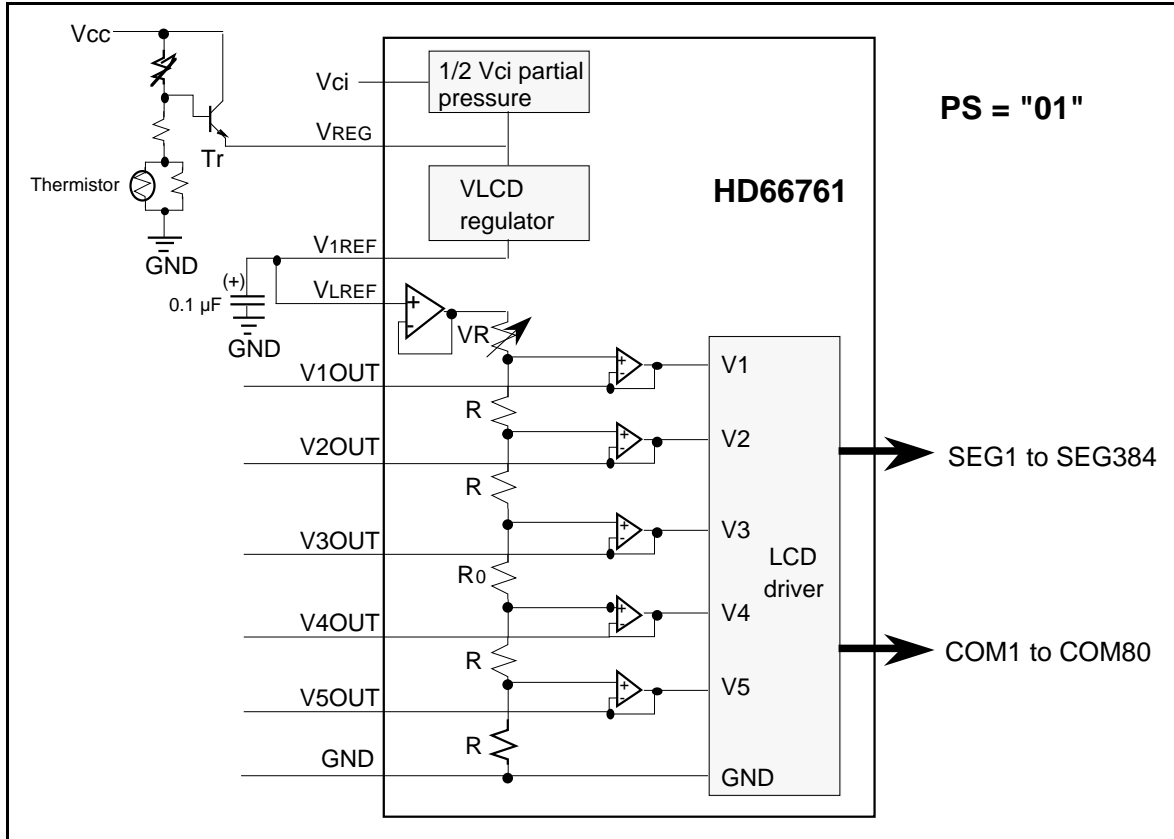 Vcc
Vci
1/2 Vci partial
pressure
PS = "01"
VREG
Tr
Thermistor
VLCD
regulator
HD66761
V1REF
GND
(+)
VLREF
0.1 µF
GND
VR
V1OUT
V1
R
V2OUT
V2
SEG1 to SEG384
R
V3OUT
V3
LCD
driver
R0
V4OUT
V4
COM1 to COM80
R
V5OUT
V5
R
GND
GND
+
-
+
-
+
-
+
-
+
-
+
-